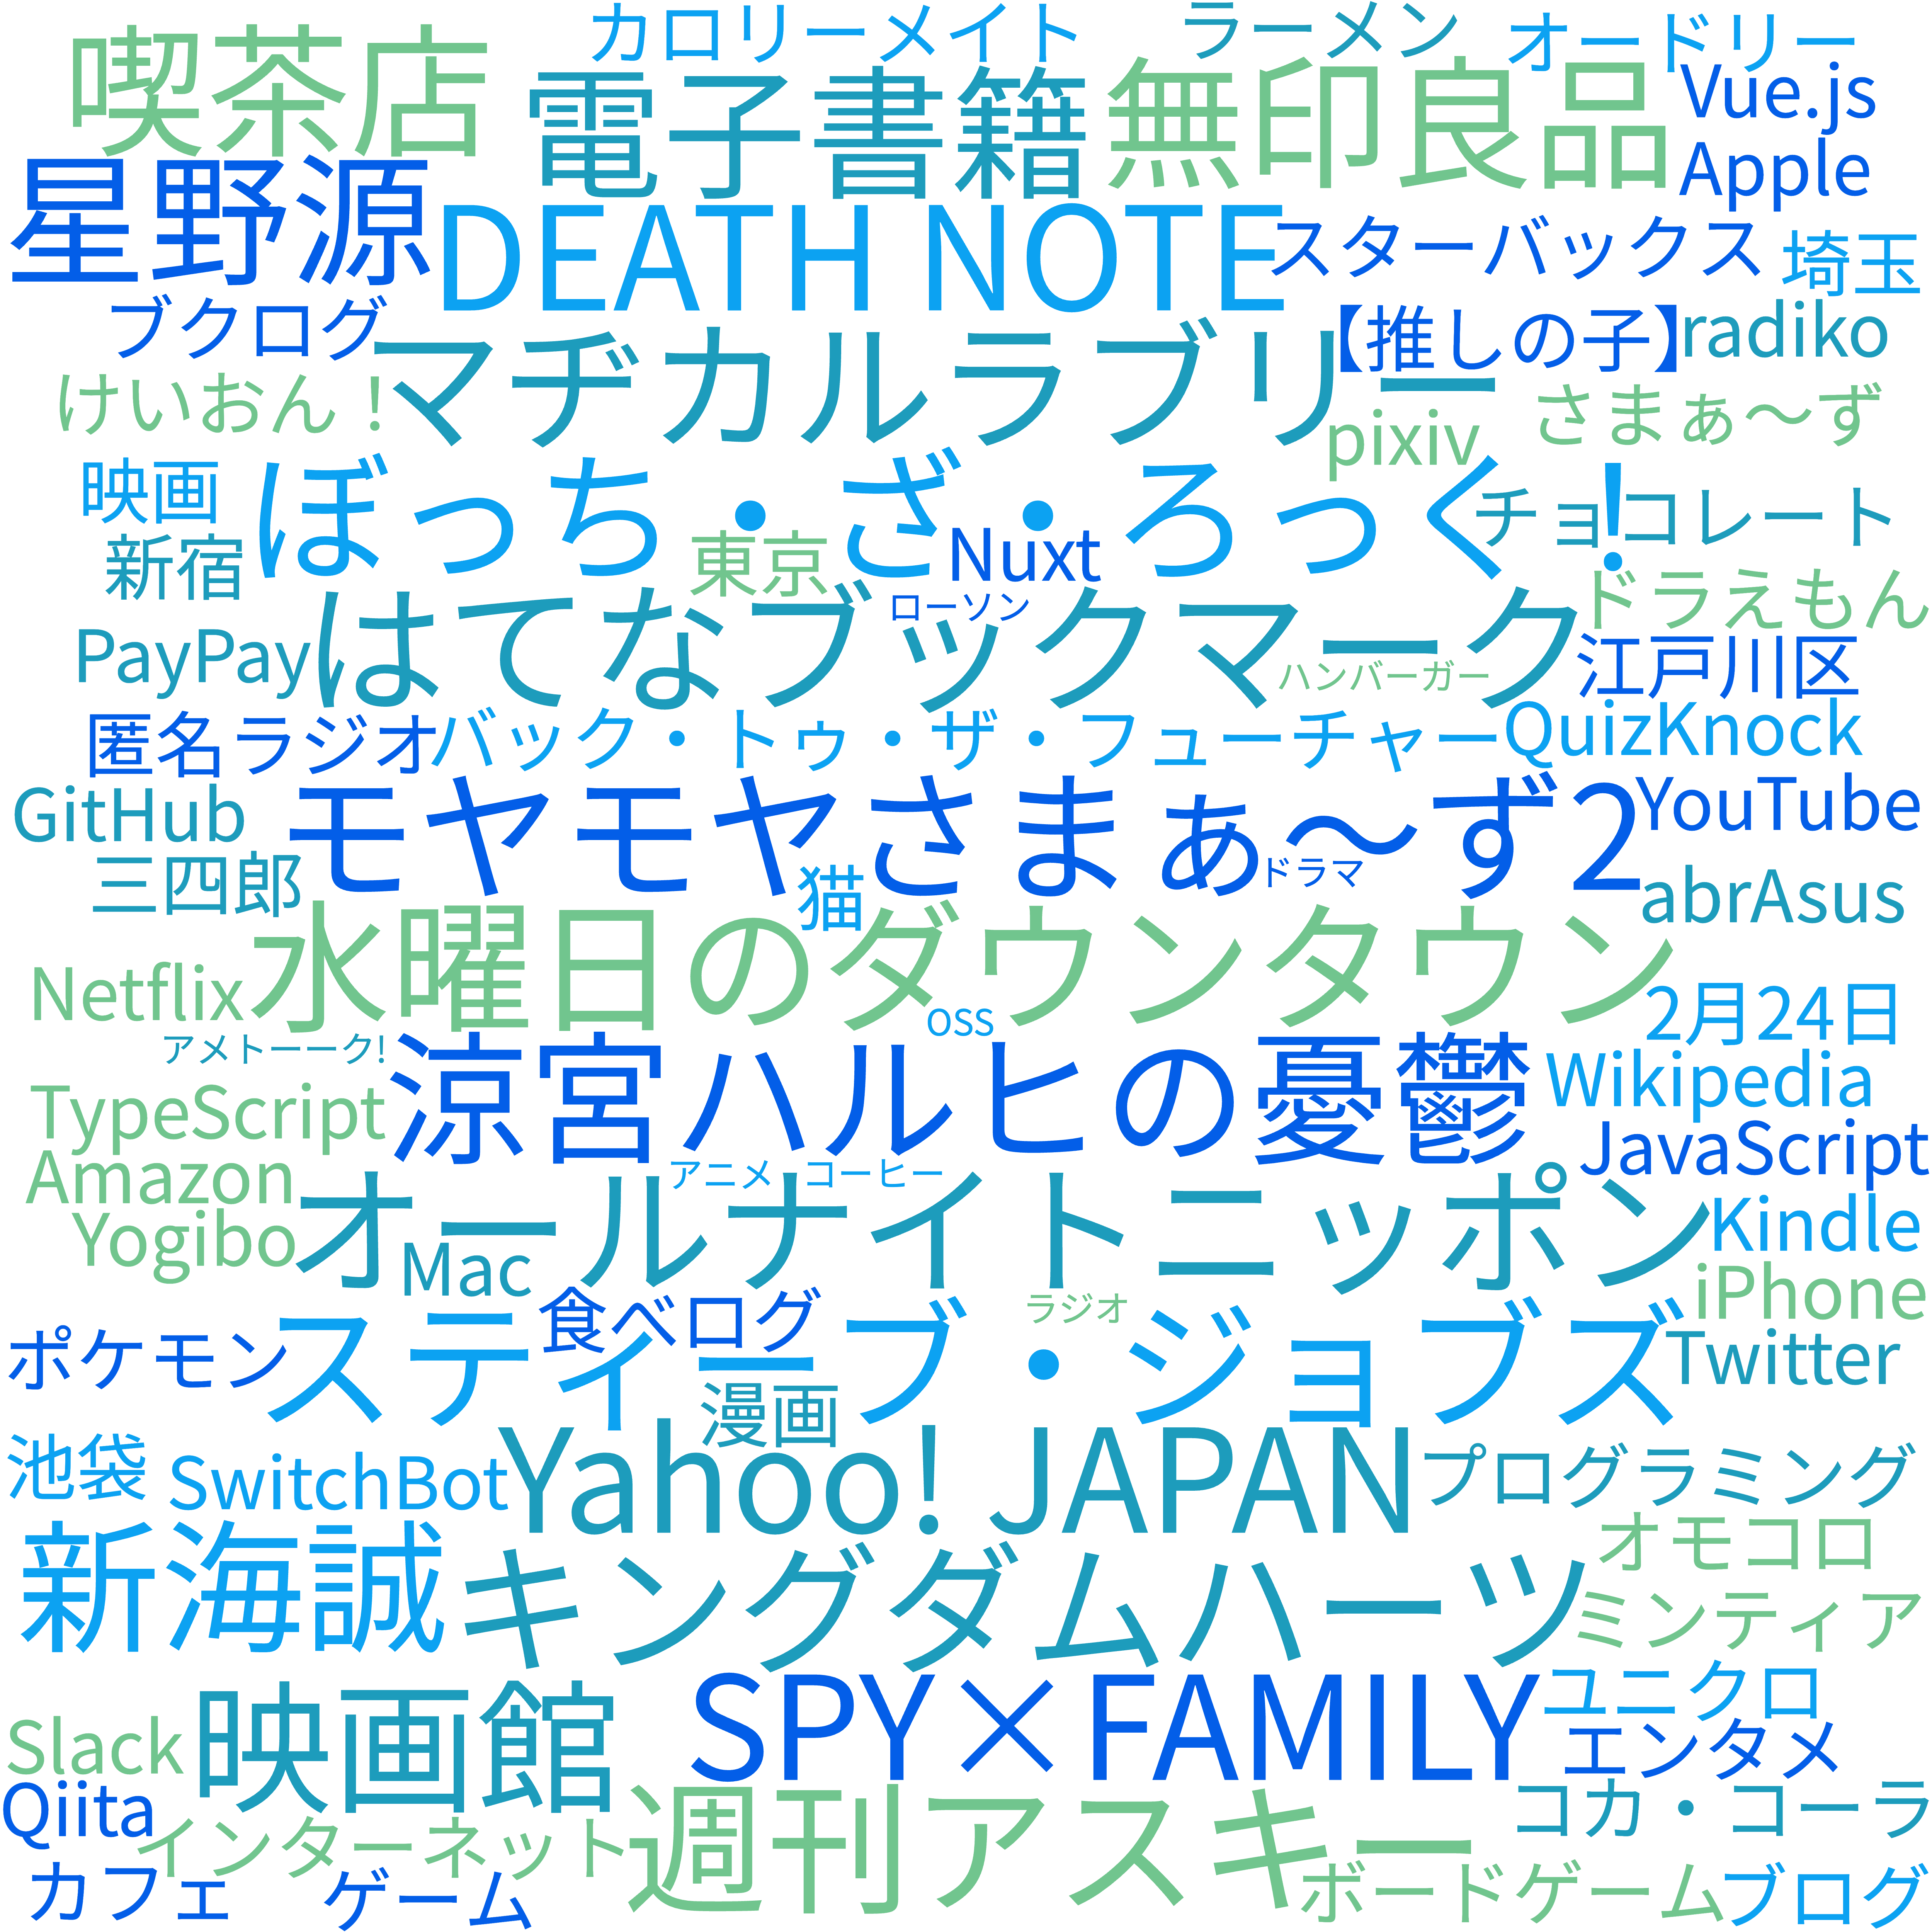 カロリーメイト
ラーメン
オードリー
喫茶店
電子書籍
無印良品
Vue.js
Apple
星野源
DEATH NOTE
スターバックス
埼玉
ブクログ
マヂカルラブリー
【推しの子】
radiko
けいおん!
pixiv
さまぁ～ず
映画
ぼっち・ざ・ろっく!
チョコレート
新宿
東京
Nuxt
ドラえもん
PayPay
はてなブックマーク
ローソン
ハンバーガー
江戸川区
匿名ラジオ
バック・トゥ・ザ・フューチャー
QuizKnock
GitHub
モヤモヤさまぁ～ず2
YouTube
三四郎
猫
ドラマ
abrAsus
Netflix
水曜日のダウンタウン
OSS
2月24日
アメトーーク!
涼宮ハルヒの憂鬱
Wikipedia
TypeScript
JavaScript
Amazon
アニメ
コーヒー
オールナイトニッポン
Kindle
Yogibo
Mac
iPhone
食べログ
ラジオ
ポケモン
スティーブ・ジョブズ
Twitter
漫画
池袋
SwitchBot
Yahoo! JAPAN
プログラミング
新海誠
キングダムハーツ
オモコロ
ミンティア
SPY×FAMILY
ユニクロ
Slack
映画館
エンタメ
Qiita
インターネット
週刊アスキー
コカ・コーラ
カフェ
ゲーム
ボードゲーム
ブログ